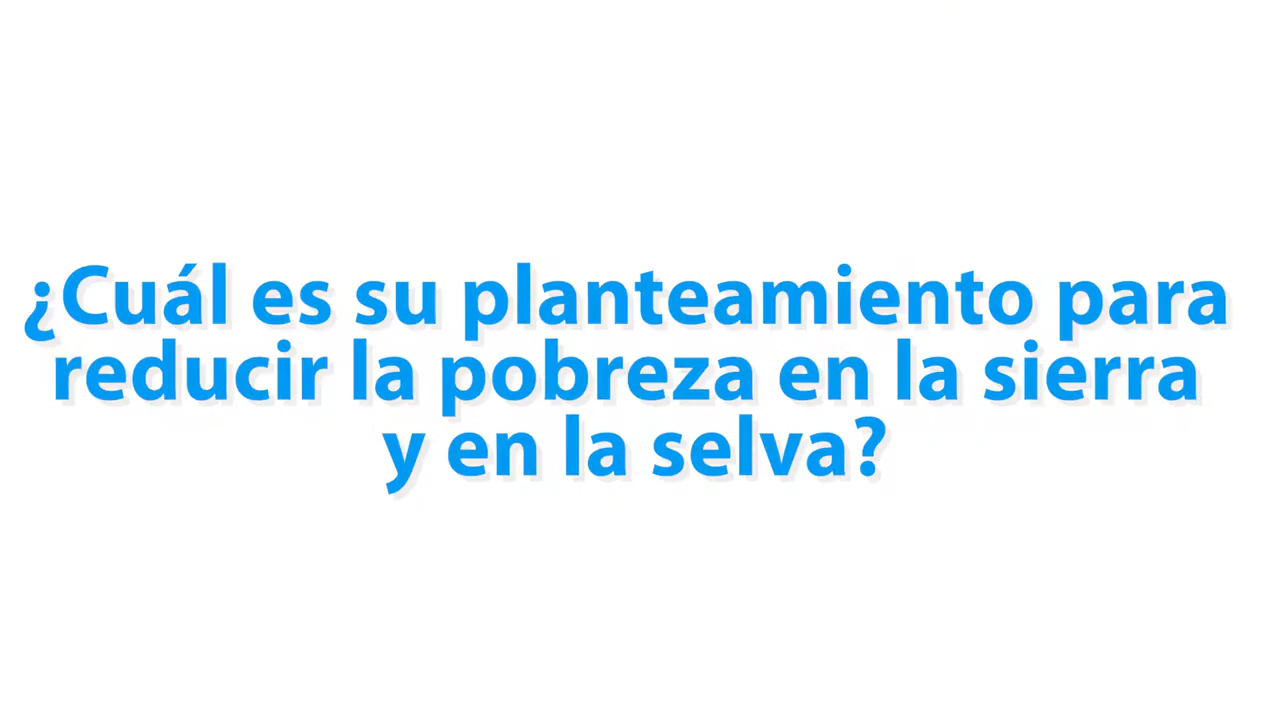 ¿Cuál es su planteamiento para
reducir la pobreza en la sierra
y en la selva?